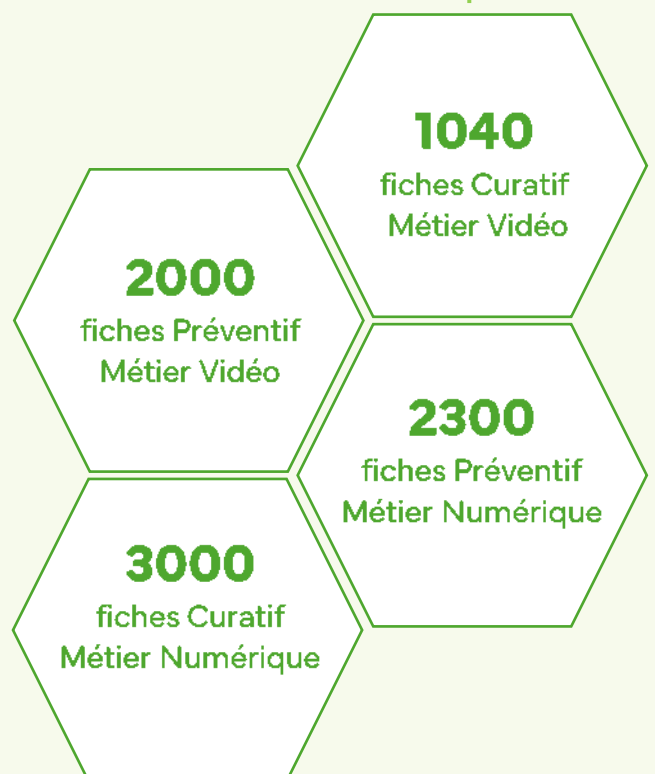 1040
fiches Curatif
Métier Vidéo
2000
fiches Préventif
Métier Vidéo
2300
fiches Préventif
Métier Numérique
3000
fiches Curatif
Métier Numérique